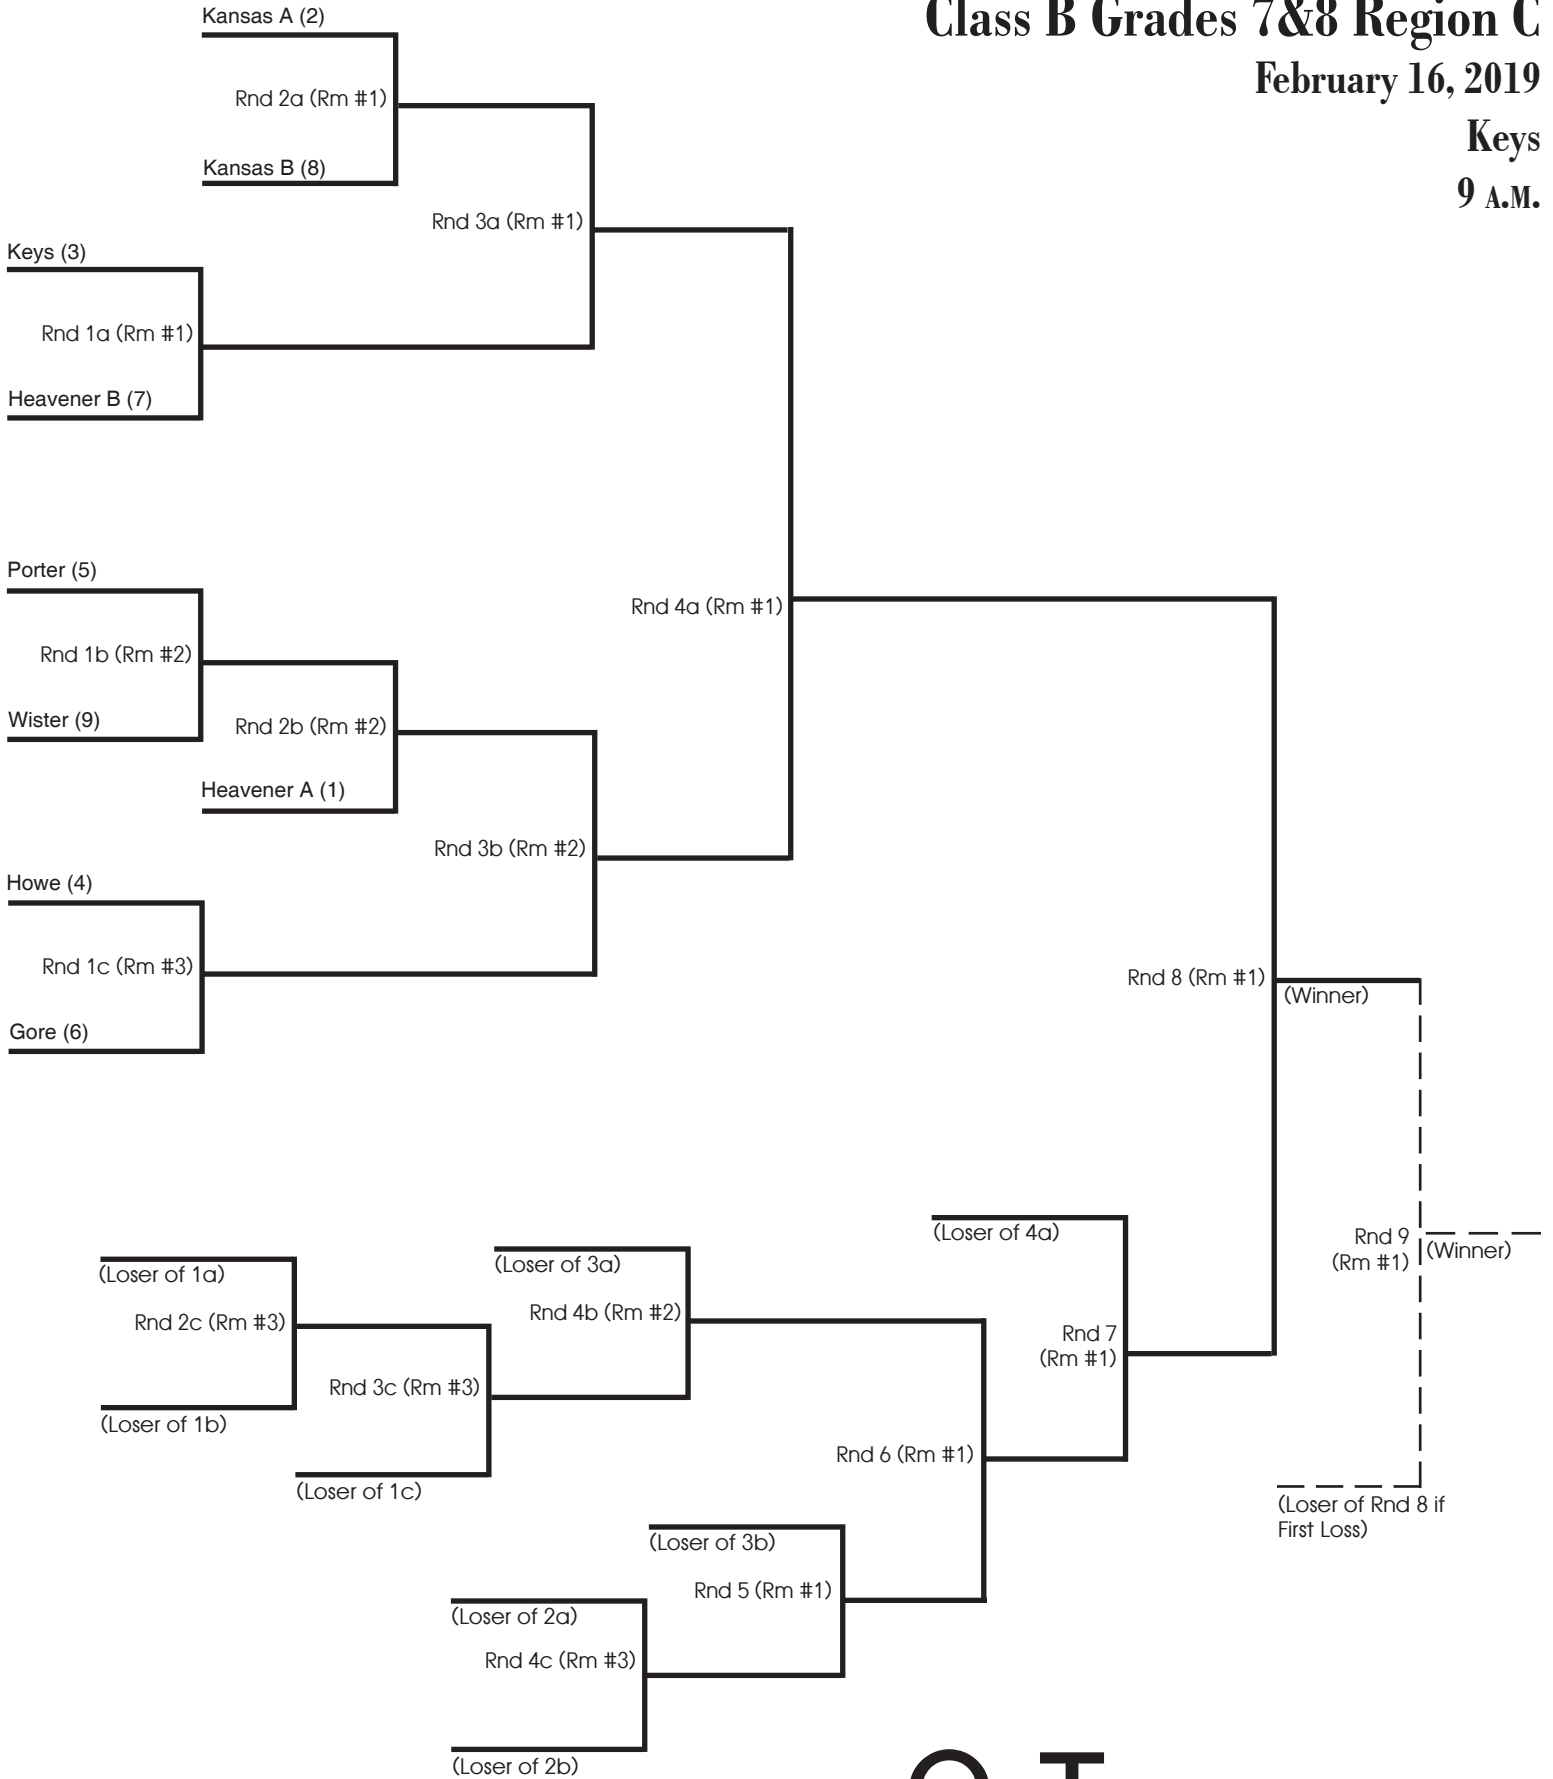 Class B Grades 7&8 Region C
February 16, 2019
Keys
9 A.M.
Kansas A (2)
Rnd 2a (Rm #1)
Kansas B (8)
Rnd 3a (Rm #1)
Keys (3)
Rnd 1a (Rm #1)
Heavener B (7)
Porter (5)
Rnd 1b (Rm #2)
Wister (9)
Rnd 2b (Rm #2)
Heavener A (1)
Rnd 4a (Rm #1)
Rnd 3b (Rm #2)
Howe (4)
Rnd 1c (Rm #3)
Gore (6)
Rnd 8 (Rm #1)
(Winner)
(Loser of 4a)
Rnd 9
(Rm #1)
(Winner)
(Loser of 1a)
Rnd 2c (Rm #3)
(Loser of 1b)
(Loser of 3a)
Rnd 4b (Rm #2)
Rnd 3c (Rm #3)
(Loser of 1c)
Rnd 7
(Rm #1)
Rnd 6 (Rm #1)
(Loser of Rnd 8 if
First Loss)
(Loser of 3b)
Rnd 5 (Rm #1)
(Loser of 2a)
Rnd 4c (Rm #3)
(Loser of 2b)